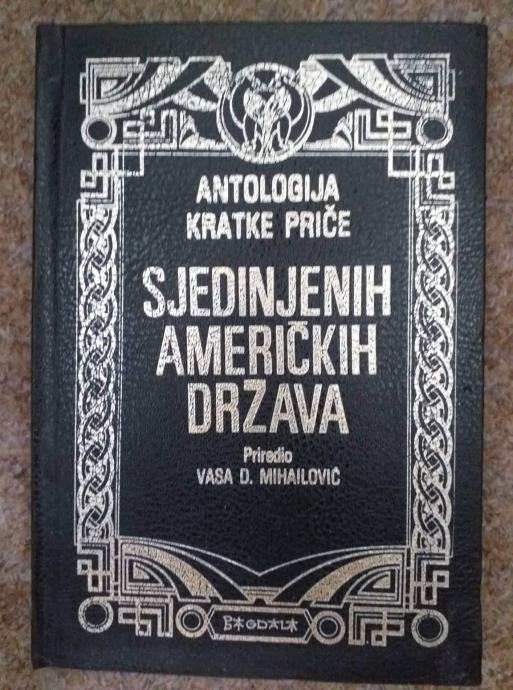 ANTOLOGIJA
KRATKE PRIČE
SJEDINJENIH
AMERIČKIH
DRŽAVA
Priredio
VASA D. MIHAILOVIĆ
BAGDALA